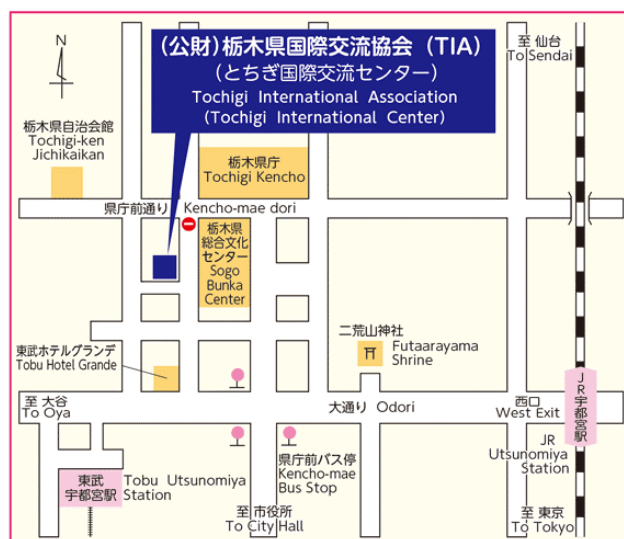 (公財)栃木県国際交流協会(TIA)
(とちぎ国際交流センター)
Tochigi International Association
(Tochigi International Center)
N
至 仙台
To Sendai
栃木県自治会館
Tochigi-ken
Jichikaikan
栃木県庁
Tochigi Kencho
県庁前通り Kencho-mae dori
栃木県
総合文化
センター
Sogo
Bunka
Center
東武ホテルグランデ
Tobu Hotel Grande
二荒山神社
Futaarayama
Shrine
至 大谷
To Oya
大通り Odori
西口
West Exit
JR宇都宮駅
JR
Utsunomiya
Station
県庁前バス停
Kencho-mae
Bus Stop
東武
宇都宮駅
Tobu Utsunomiya
Station
至 市役所
To City Hall
至 東京
To Tokyo